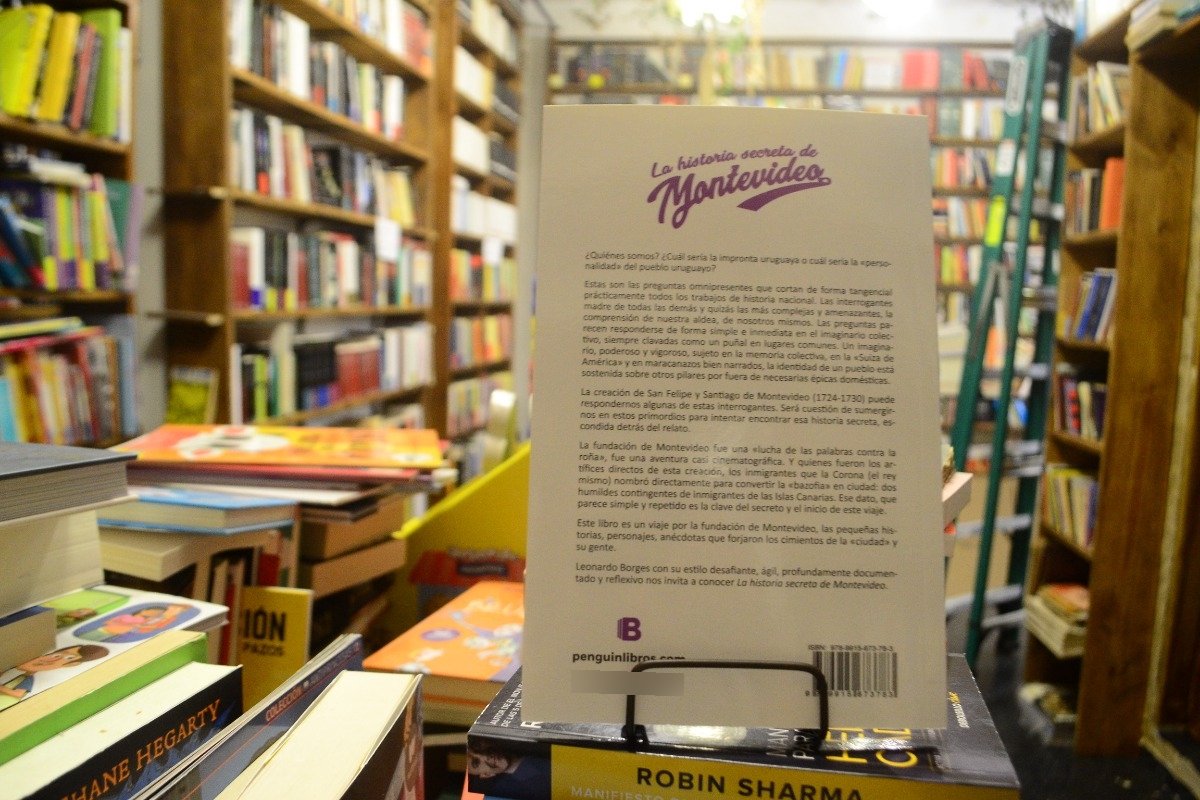 La historia secreta de
Montevideo
¿Quiénes somos? ¿Cuál sería la impronta uruguaya o cuál sería la «perso-
nalidad» del pueblo uruguayo?
Estas son las preguntas omnipresentes que cortan de forma tangencial
prácticamente todos los trabajos de historia nacional. Las interrogantes
madre de todas las demás y quizás las más complejas y amenazantes, la
comprensión de nuestra aldea, de nosotros mismos. Las preguntas pa-
recen responderse de forma simple e inmediata en el imaginario colec-
tivo, siempre clavadas como un puñal en lugares comunes. Un imagina-
rio, poderoso y vigoroso, sujeto en la memoria colectiva, en la «Suiza de
América» y en maracanazos bien narrados, la identidad de un pueblo está
sostenida sobre otros pilares por fuera de necesarias épicas domésticas.
La creación de San Felipe y Santiago de Montevideo (1724-1730) puede
respondernos algunas de estas interrogantes. Será cuestión de sumergir-
nos en estos primordios para intentar encontrar esa historia secreta, es-
condida detrás del relato.
La fundación de Montevideo fue una «lucha de las palabras contra la
roña», fue una aventura casi cinematográfica. Y quienes fueron los ar-
tífices directos de esta creación, los inmigrantes que la Corona (el rey
mismo) nombró directamente para convertir la «bazofia» en ciudad: dos
humildes contingentes de inmigrantes de las Islas Canarias. Ese dato, que
parece simple y repetido es la clave del secreto y el inicio de este viaje.
Este libro es un viaje por la fundación de Montevideo, las pequeñas his-
torias, personajes, anécdotas que forjaron los cimientos de la «ciudad» y
su gente.
Leonardo Borges con su estilo desafiante, ágil, profundamente documen-
tado y reflexivo nos invita a conocer La historia secreta de Montevideo.
B
penguinlibros.com
ISBN: 978-9915-673-78-3
ROBIN SHARMA
HANE HEGARTY
COLECCIÓN
IÓN
PAZOS